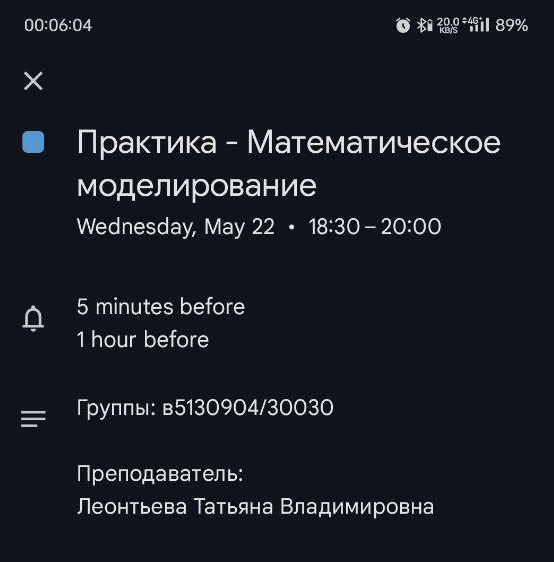 00:06:04 20.0 KB/S 4G+ 89%
Практика - Математическое
моделирование
Wednesday, May 22 • 18:30 – 20:00
5 minutes before
1 hour before
Группы: в5130904/30030
Преподаватель:
Леонтьева Татьяна Владимировна